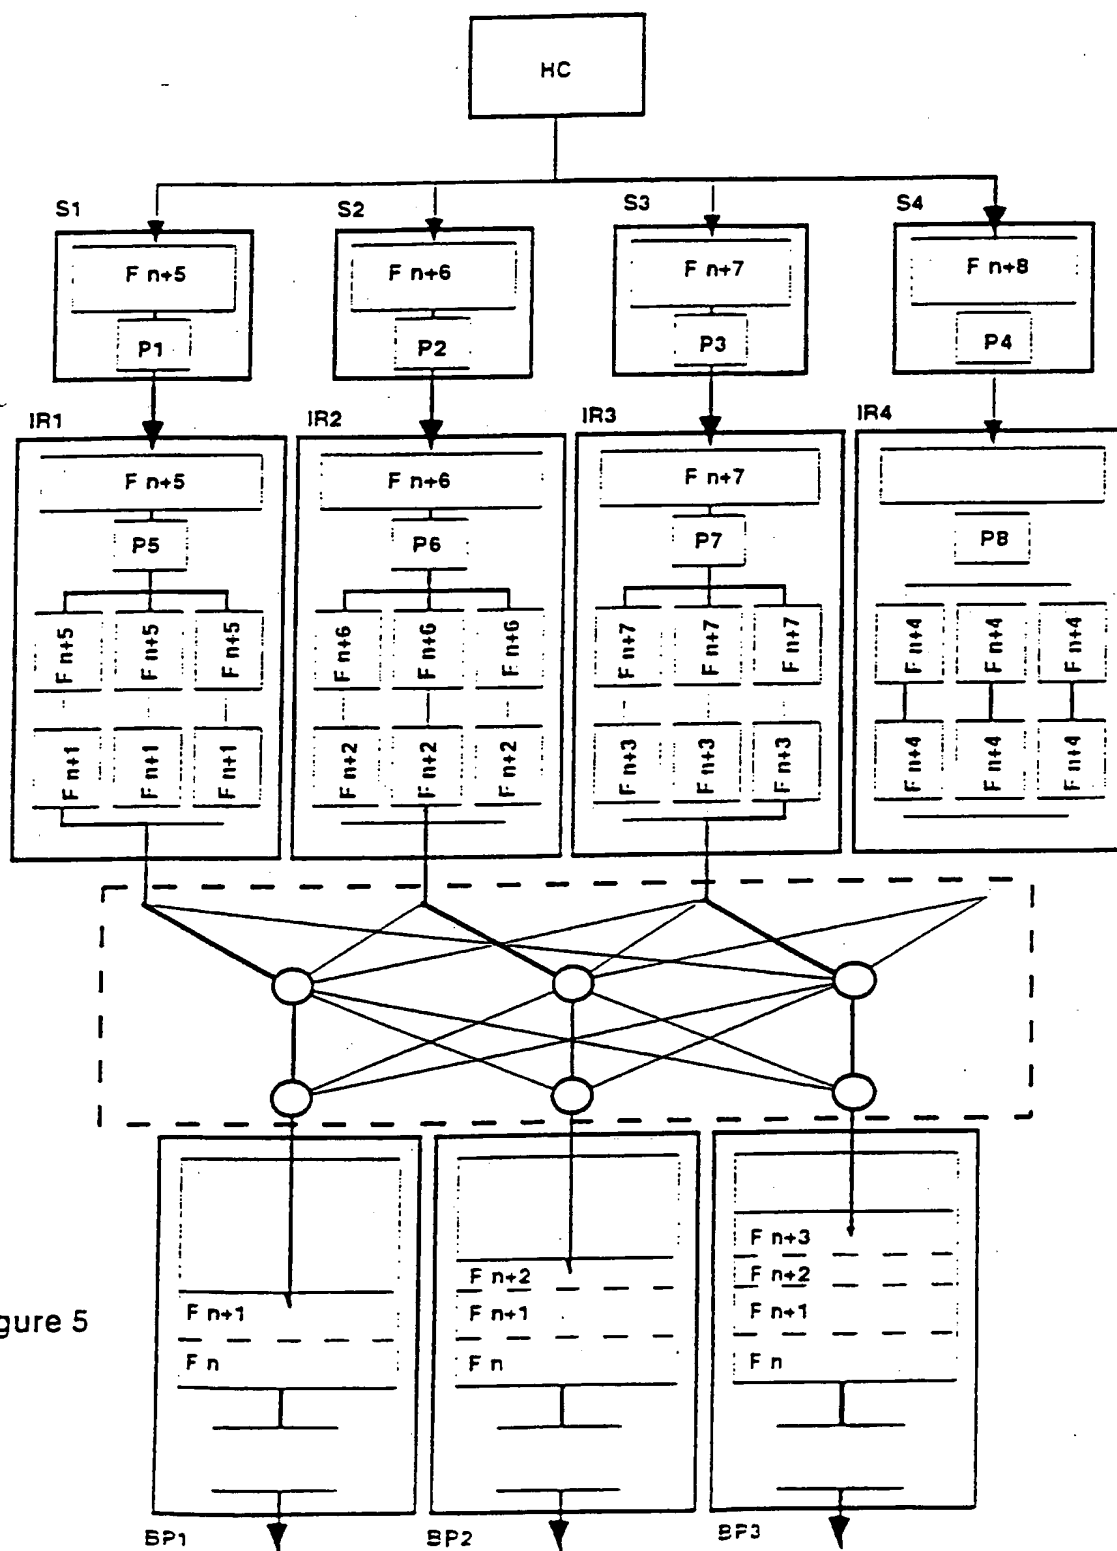 HC
S1
S2
S3
S4
F n+5
F n+6
F n+7
F n+8
P1
P2
P3
P4
IR1
IR2
IR3
IR4
F n+5
F n+6
F n+7
P5
P6
P7
P8
F n+5
F n+5
F n+5
F n+6
F n+6
F n+6
F n+7
F n+7
F n+7
F n+4
F n+4
F n+4
F n+1
F n+1
F n+1
F n+2
F n+2
F n+2
F n+3
F n+3
F n+3
F n+4
F n+4
F n+4
F n+1
F n
F n+2
F n+1
F n
F n+3
F n+2
F n+1
F n
gure 5
BP1
BP2
BP3